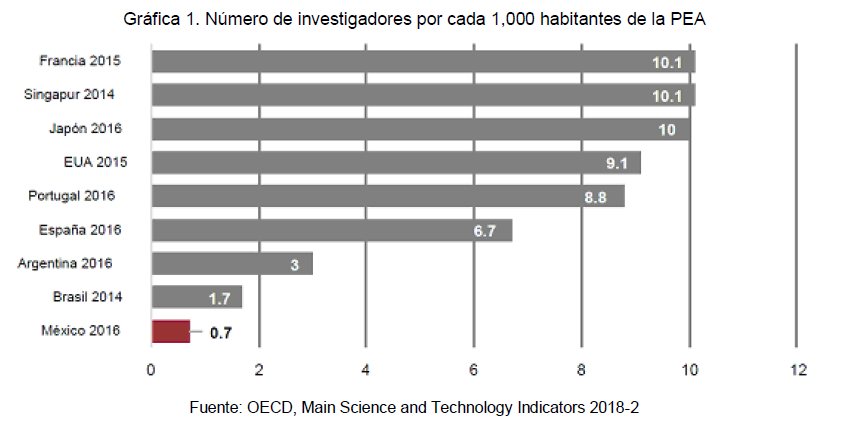 Gráfica 1. Número de investigadores por cada 1,000 habitantes de la PEA
Francia 2015 10.1
Singapur 2014 10.1
Japón 2016 10
EUA 2015 9.1
Portugal 2016 8.8
España 2016 6.7
Argentina 2016 3
Brasil 2014 1.7
México 2016 0.7
0 2 4 6 8 10 12
Fuente: OECD, Main Science and Technology Indicators 2018-2